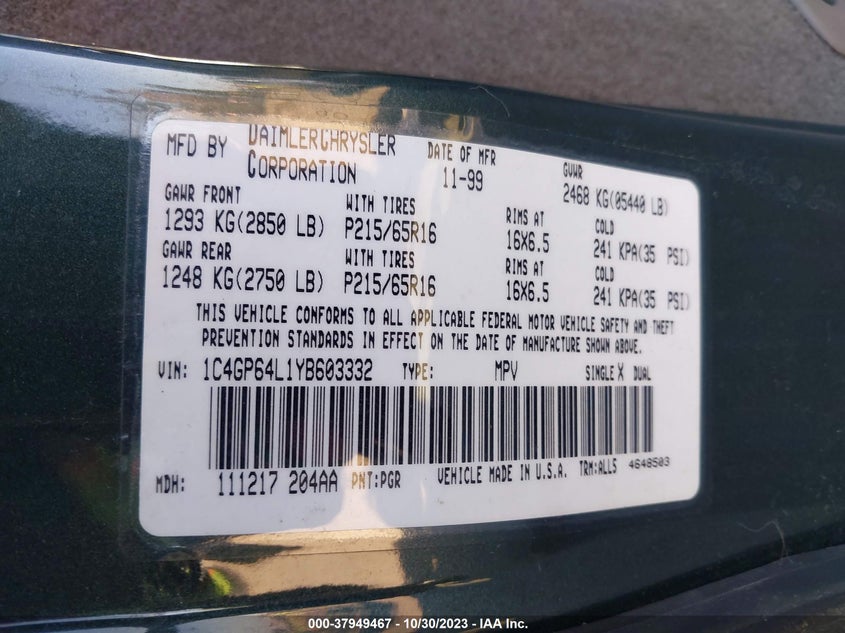 MFD BY DAIMLERCHRYSLER CORPORATION DATE OF MFR 11-99 GVWR 2468 KG(05440 LB)
GAWR FRONT WITH TIRES RIMS AT COLD
1293 KG(2850 LB) P215/65R16 16X6.5 241 KPA(35 PSI)
GAWR REAR WITH TIRES RIMS AT COLD
1248 KG(2750 LB) P215/65R16 16X6.5 241 KPA(35 PSI)
THIS VEHICLE CONFORMS TO ALL APPLICABLE FEDERAL MOTOR VEHICLE SAFETY AND THEFT
PREVENTION STANDARDS IN EFFECT ON THE DATE OF MANUFACTURE SHOWN ABOVE.
VIN: 1C4GP64L1YB603332 TYPE: MPV SINGLE X DUAL
MDH: 111217 204AA PNT:PGR VEHICLE MADE IN U.S.A. TRM:ALL5 4648503
000-37949467 - 10/30/2023 - IAA Inc.